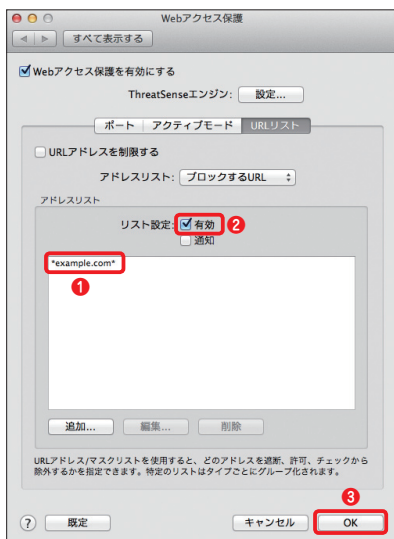 Webアクセス保護
すべて表示する
Webアクセス保護を有効にする
ThreatSenseエンジン: 設定...
ポート アクティブモード URLリスト
URLアドレスを制限する
アドレスリスト: ブロックするURL
アドレスリスト
リスト設定: 有効 2
通知
*example.com*
1
追加... 編集... 削除
URLアドレス/マスクリストを使用すると、どのアドレスを遮断、許可、チェックから
除外するかを指定できます。特定のリストはタイプごとにグループ化されます。
3
? 既定 キャンセル OK